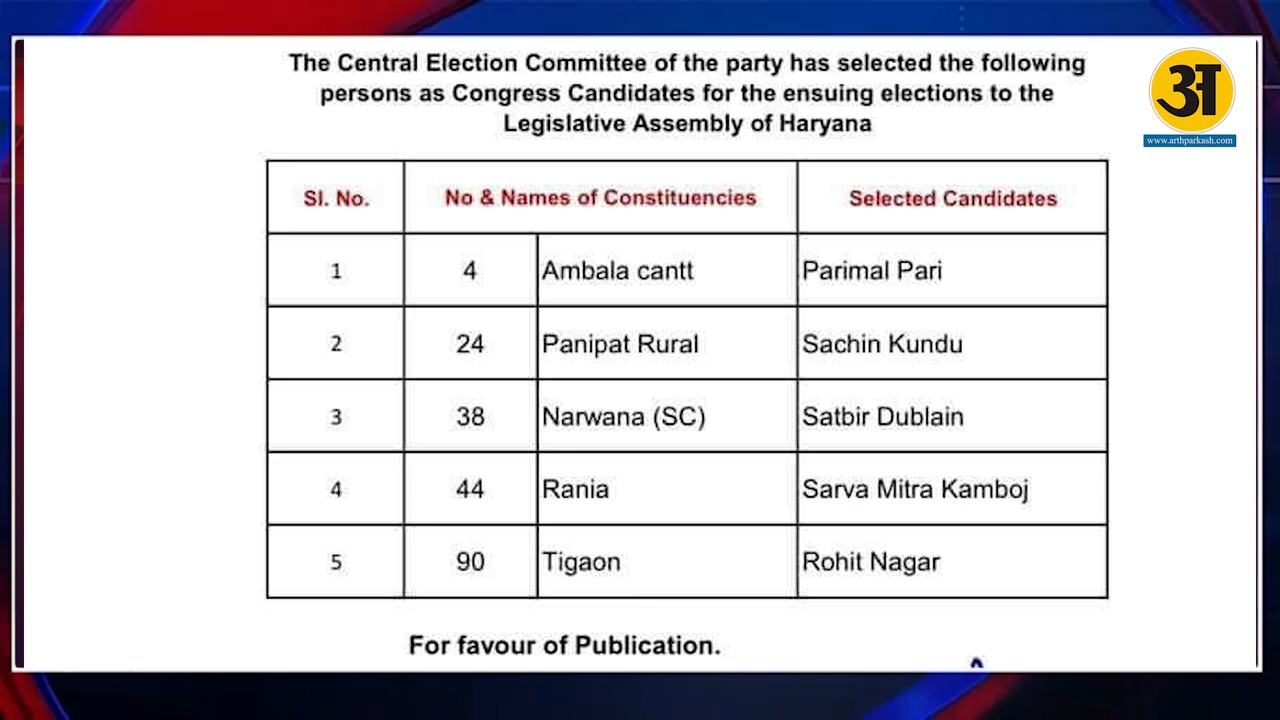 The Central Election Committee of the party has selected the following
persons as Congress Candidates for the ensuing elections to the
Legislative Assembly of Haryana
अर्थ
www.arthparkash.com
Sl. No. No & Names of Constituencies Selected Candidates
1 4 Ambala cantt Parimal Pari
2 24 Panipat Rural Sachin Kundu
3 38 Narwana (SC) Satbir Dublain
4 44 Rania Sarva Mitra Kamboj
5 90 Tigaon Rohit Nagar
For favour of Publication.